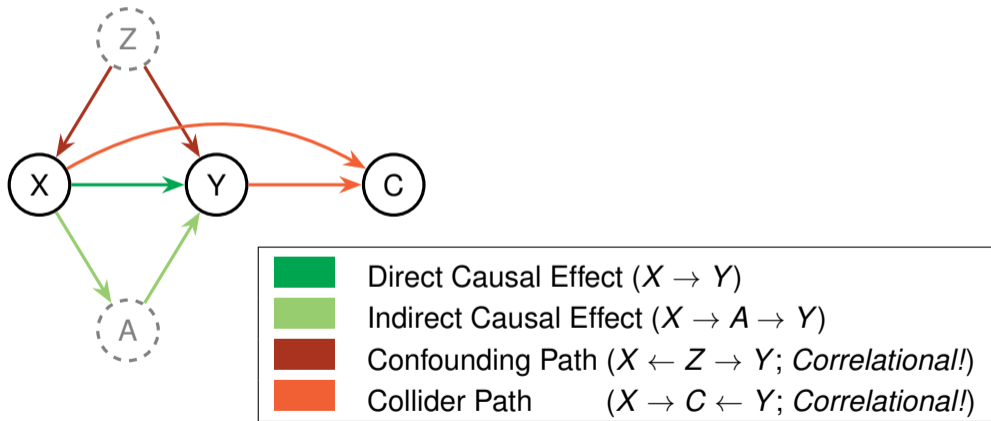 Z
X
Y
C
A
Direct Causal Effect (X → Y)
Indirect Causal Effect (X → A → Y)
Confounding Path (X ← Z → Y; Correlational!)
Collider Path (X → C ← Y; Correlational!)